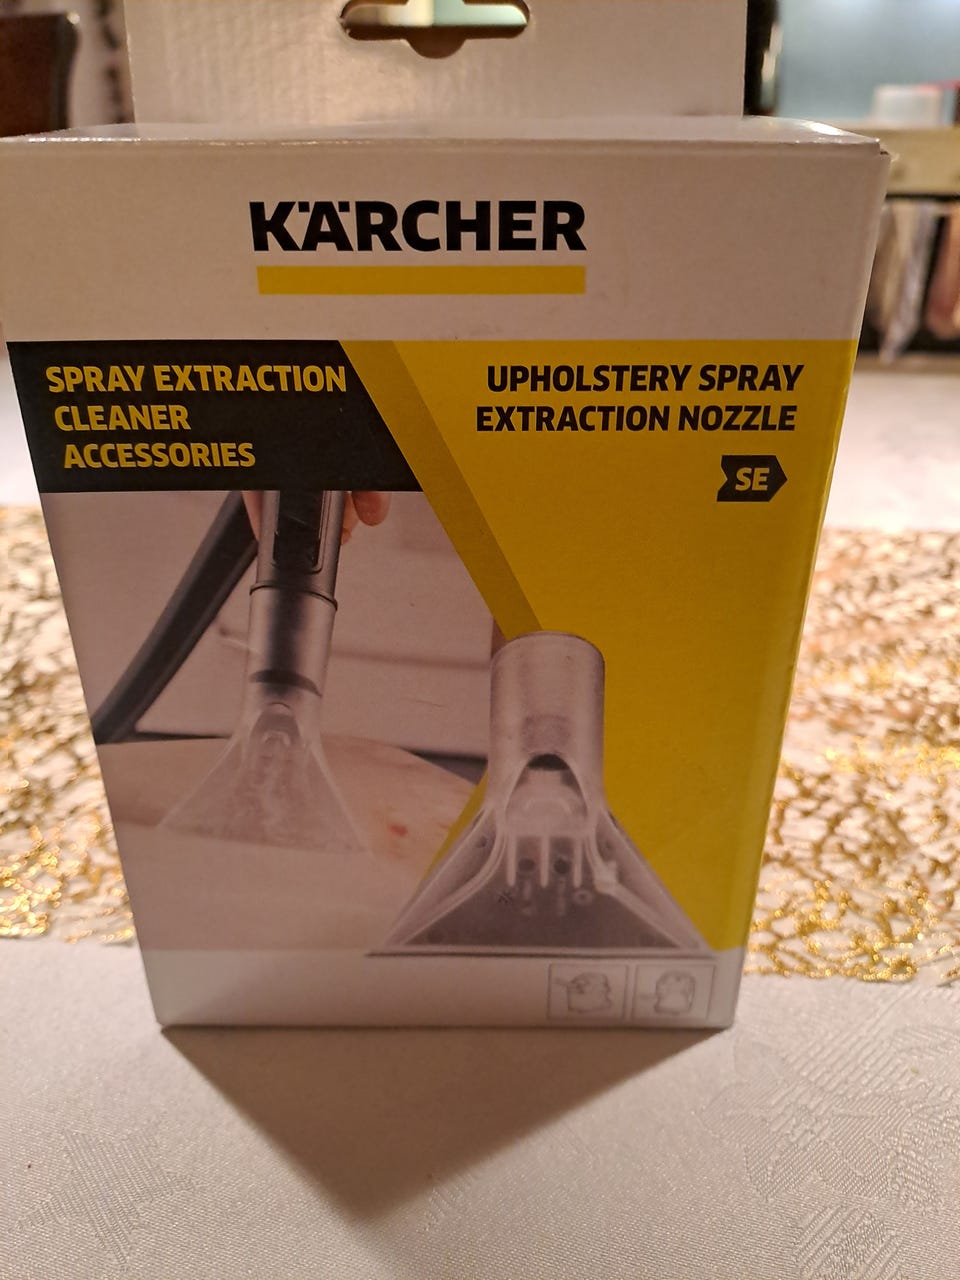 KÄRCHER
SPRAY EXTRACTION
CLEANER
ACCESSORIES
UPHOLSTERY SPRAY
EXTRACTION NOZZLE
SE